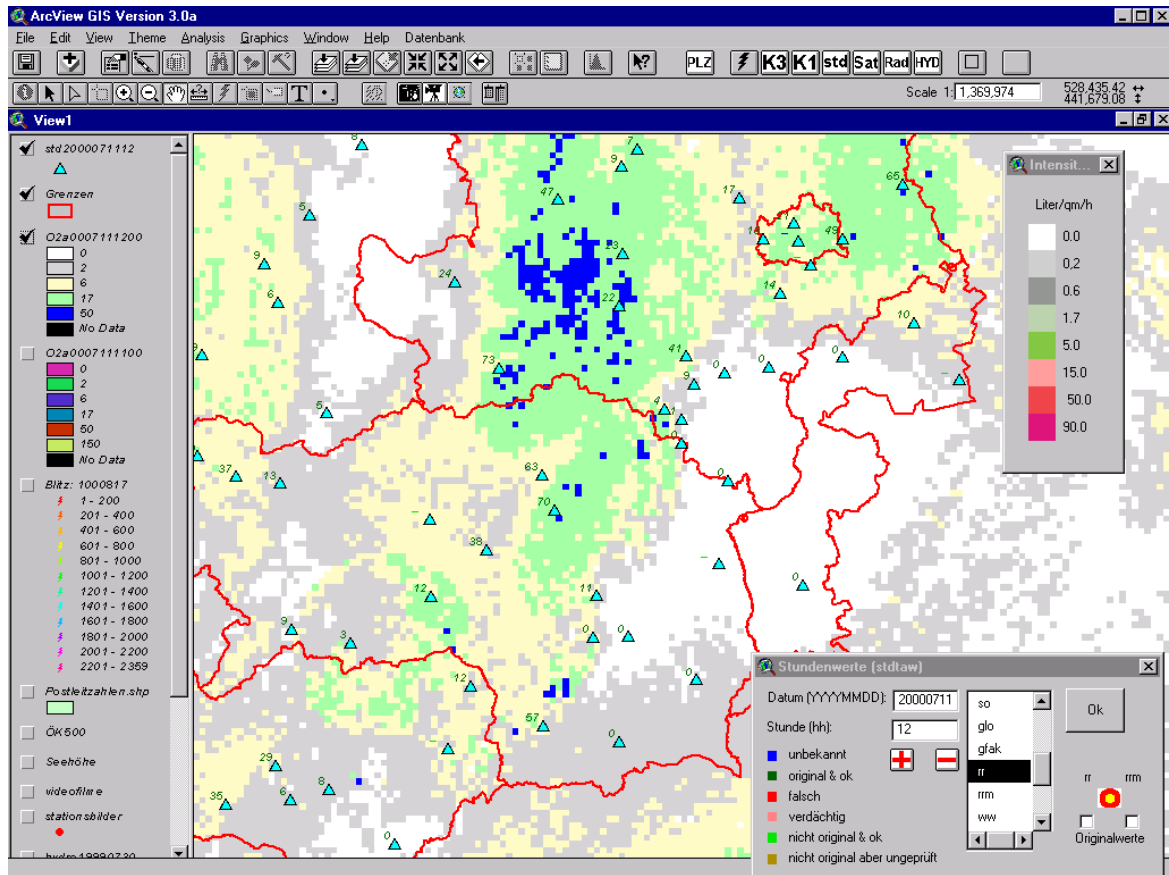 ArcView GIS Version 3.0a
File Edit View Theme Analysis Graphics Window Help Datenbank
PLZ K3 K1 std Sat Rad HYD
Scale 1: 1,369,974 528,435.42 441,679.08
View1
std2000071112
Grenzen
O2a0007111200
0
2
6
17
50
No Data
O2a0007111100
0
2
6
17
50
150
No Data
Blitz: 1000817
1 - 200
201 - 400
401 - 600
601 - 800
801 - 1000
1001 - 1200
1201 - 1400
1401 - 1600
1601 - 1800
1801 - 2000
2001 - 2200
2201 - 2359
Postleitzahlen.shp
ÖK500
Seehöhe
videofilme
stationsbilder
hydro19990730
8
7
9
47
17
65
5
23
49
9
24
6
22
14
10
73
41
9
0
0
0
5
4
0
37
13
63
0
70
38
12
11
0
9
3
0
0
12
0
57
0
29
8
6
35
0
Intensit...
Liter/qm/h
0.0
0,2
0.6
1.7
5.0
15.0
50.0
90.0
Stundenwerte (stdtaw)
Datum (YYYYMMDD): 20000711
Stunde (hh): 12
unbekannt
original & ok
falsch
verdächtig
nicht original & ok
nicht original aber ungeprüft
so
glo
gfak
rr
rrm
ww
Ok
rr rrm
Originalwerte